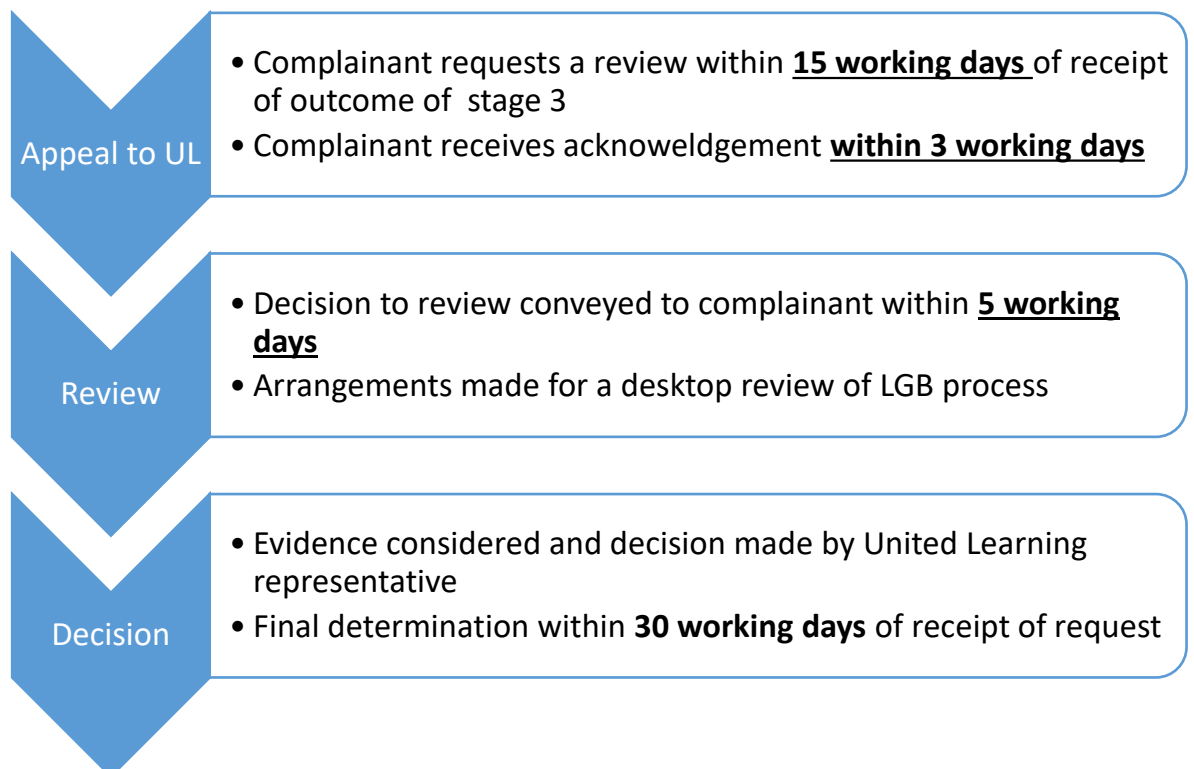 Appeal to UL
• Complainant requests a review within 15 working days of receipt
of outcome of  stage 3
• Complainant receives acknoweldgement within 3 working days
Review
• Decision to review conveyed to complainant within 5 working
days
• Arrangements made for a desktop review of LGB process
Decision
• Evidence considered and decision made by United Learning
representative
• Final determination within 30 working days of receipt of request